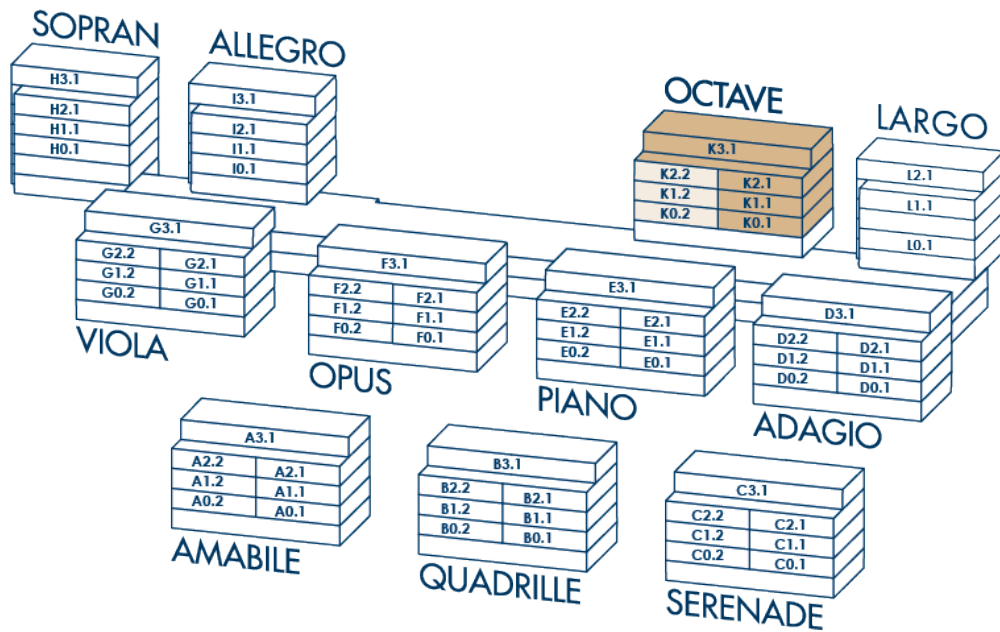 SOPRAN
H3.1
H2.1
H1.1
H0.1
ALLEGRO
I3.1
I2.1
I1.1
I0.1
OCTAVE
K3.1
K2.2 K2.1
K1.2 K1.1
K0.2 K0.1
LARGO
L2.1
L1.1
L0.1
G3.1
G2.2 G2.1
G1.2 G1.1
G0.2 G0.1
VIOLA
F3.1
F2.2 F2.1
F1.2 F1.1
F0.2 F0.1
OPUS
E3.1
E2.2 E2.1
E1.2 E1.1
E0.2 E0.1
PIANO
D3.1
D2.2 D2.1
D1.2 D1.1
D0.2 D0.1
ADAGIO
A3.1
A2.2 A2.1
A1.2 A1.1
A0.2 A0.1
AMABILE
B3.1
B2.2 B2.1
B1.2 B1.1
B0.2 B0.1
QUADRILLE
C3.1
C2.2 C2.1
C1.2 C1.1
C0.2 C0.1
SERENADE